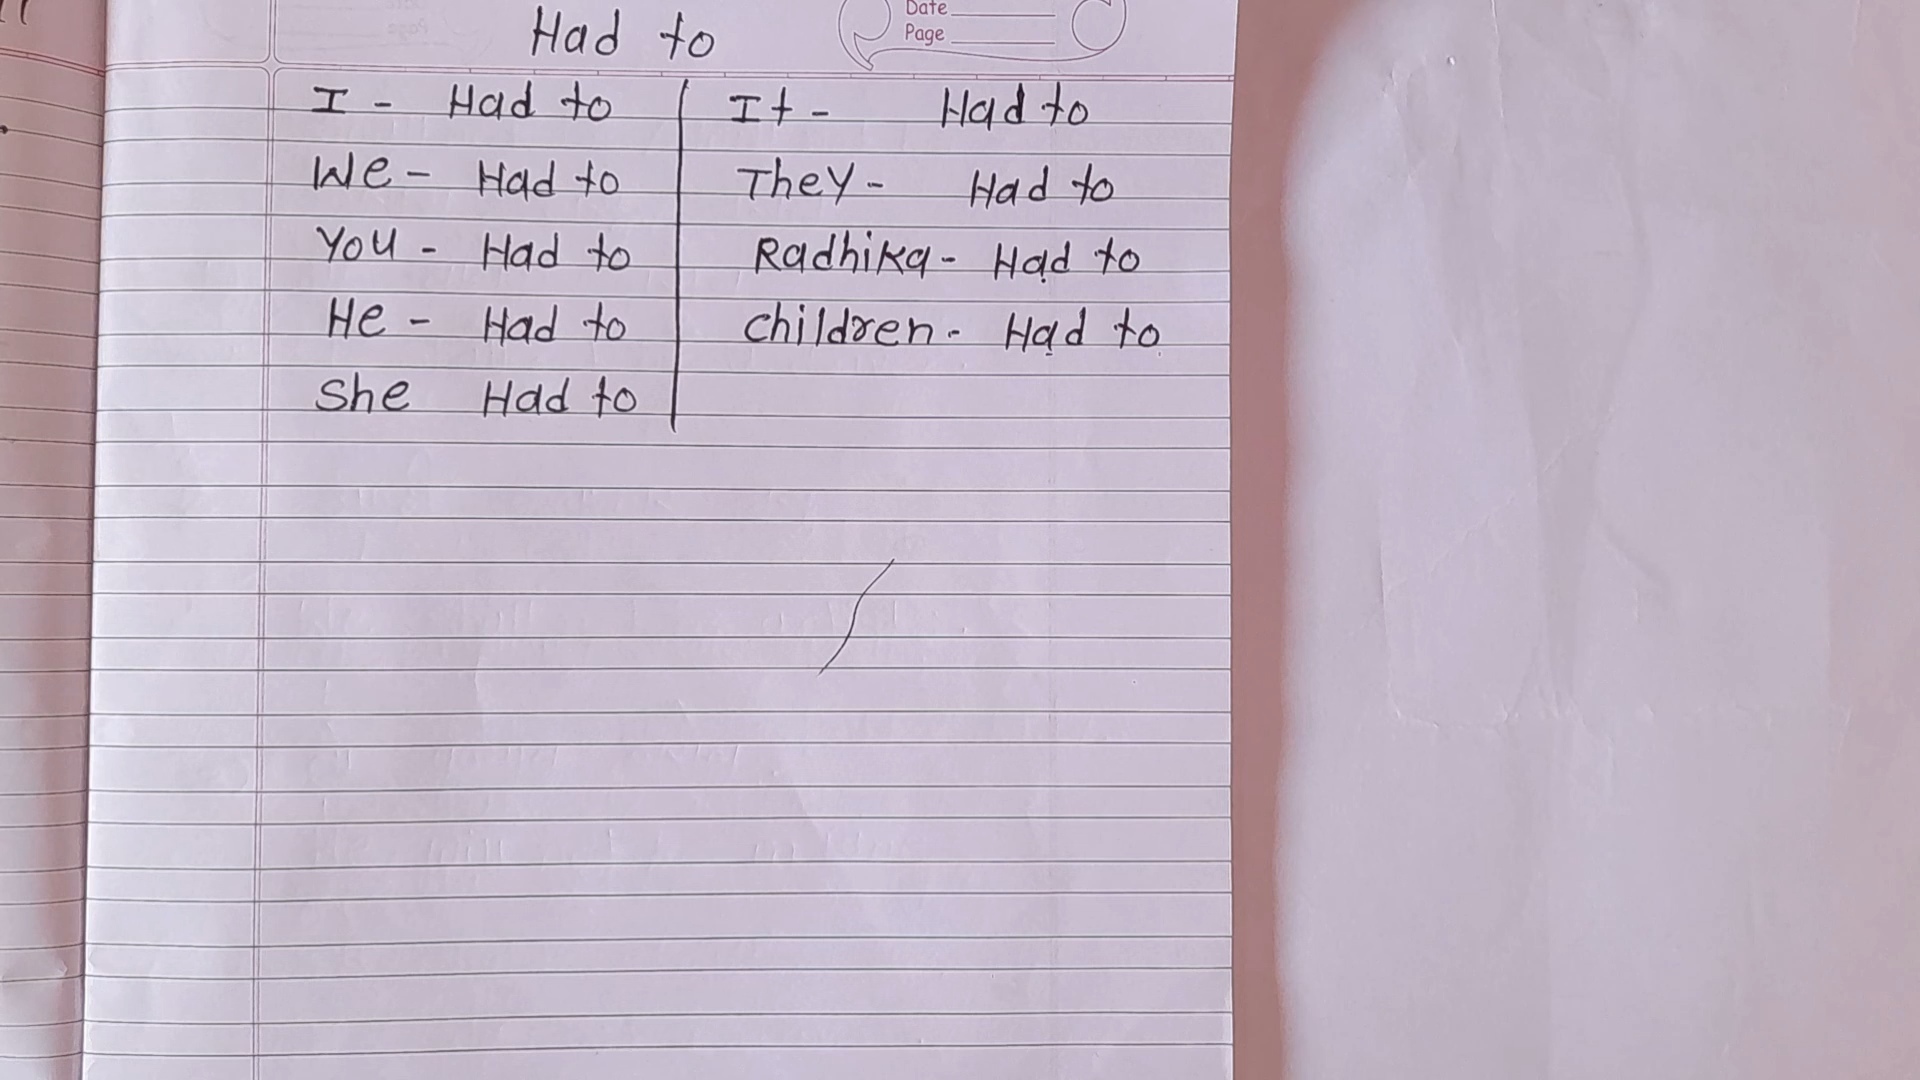 Date
Page
Had to
I - Had to
We - Had to
You - Had to
He - Had to
She Had to
It - Had to
They - Had to
Radhika - Had to
children - Had to